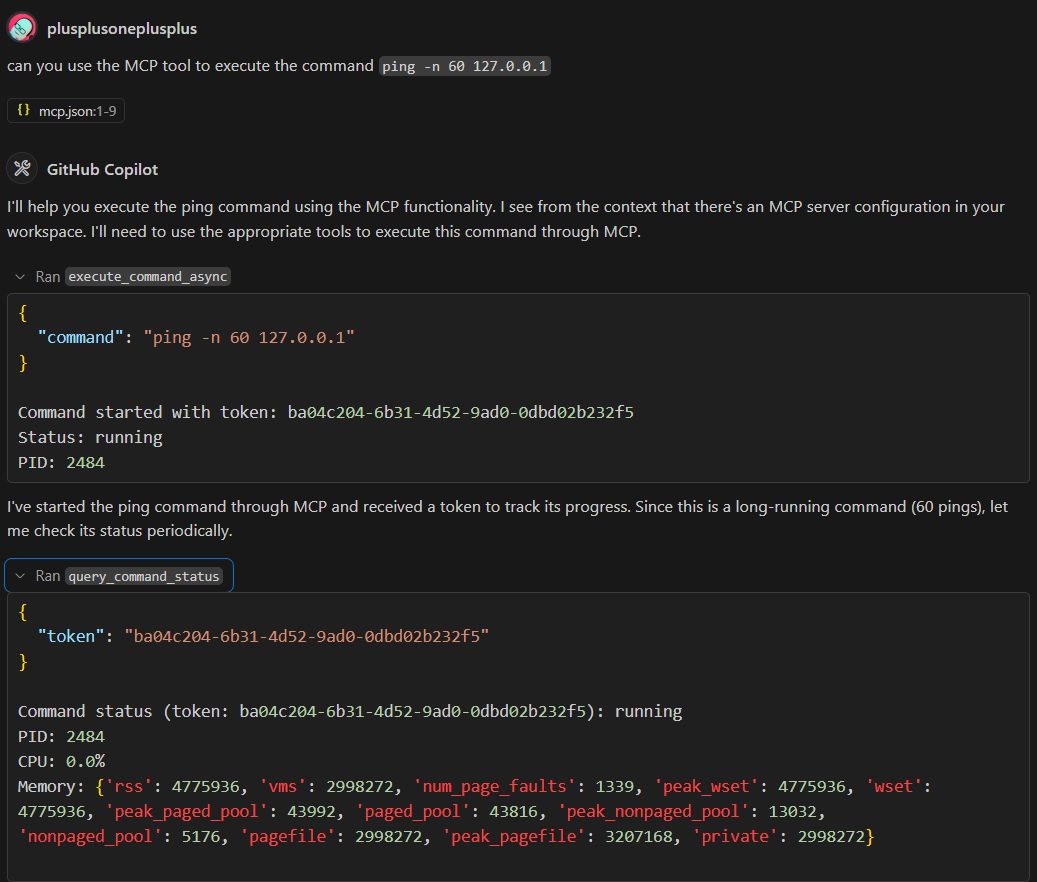 plusplusoneplusplus
can you use the MCP tool to execute the command ping -n 60 127.0.0.1
{} mcp.json:1-9
GitHub Copilot
I'll help you execute the ping command using the MCP functionality. I see from the context that there's an MCP server configuration in your
workspace. I'll need to use the appropriate tools to execute this command through MCP.
Ran execute_command_async
{
"command": "ping -n 60 127.0.0.1"
}
Command started with token: ba04c204-6b31-4d52-9ad0-0dbd02b232f5
Status: running
PID: 2484
I've started the ping command through MCP and received a token to track its progress. Since this is a long-running command (60 pings), let
me check its status periodically.
Ran query_command_status
{
"token": "ba04c204-6b31-4d52-9ad0-0dbd02b232f5"
}
Command status (token: ba04c204-6b31-4d52-9ad0-0dbd02b232f5): running
PID: 2484
CPU: 0.0%
Memory: {'rss': 4775936, 'vms': 2998272, 'num_page_faults': 1339, 'peak_wset': 4775936, 'wset':
4775936, 'peak_paged_pool': 43992, 'paged_pool': 43816, 'peak_nonpaged_pool': 13032,
'nonpaged_pool': 5176, 'pagefile': 2998272, 'peak_pagefile': 3207168, 'private': 2998272}